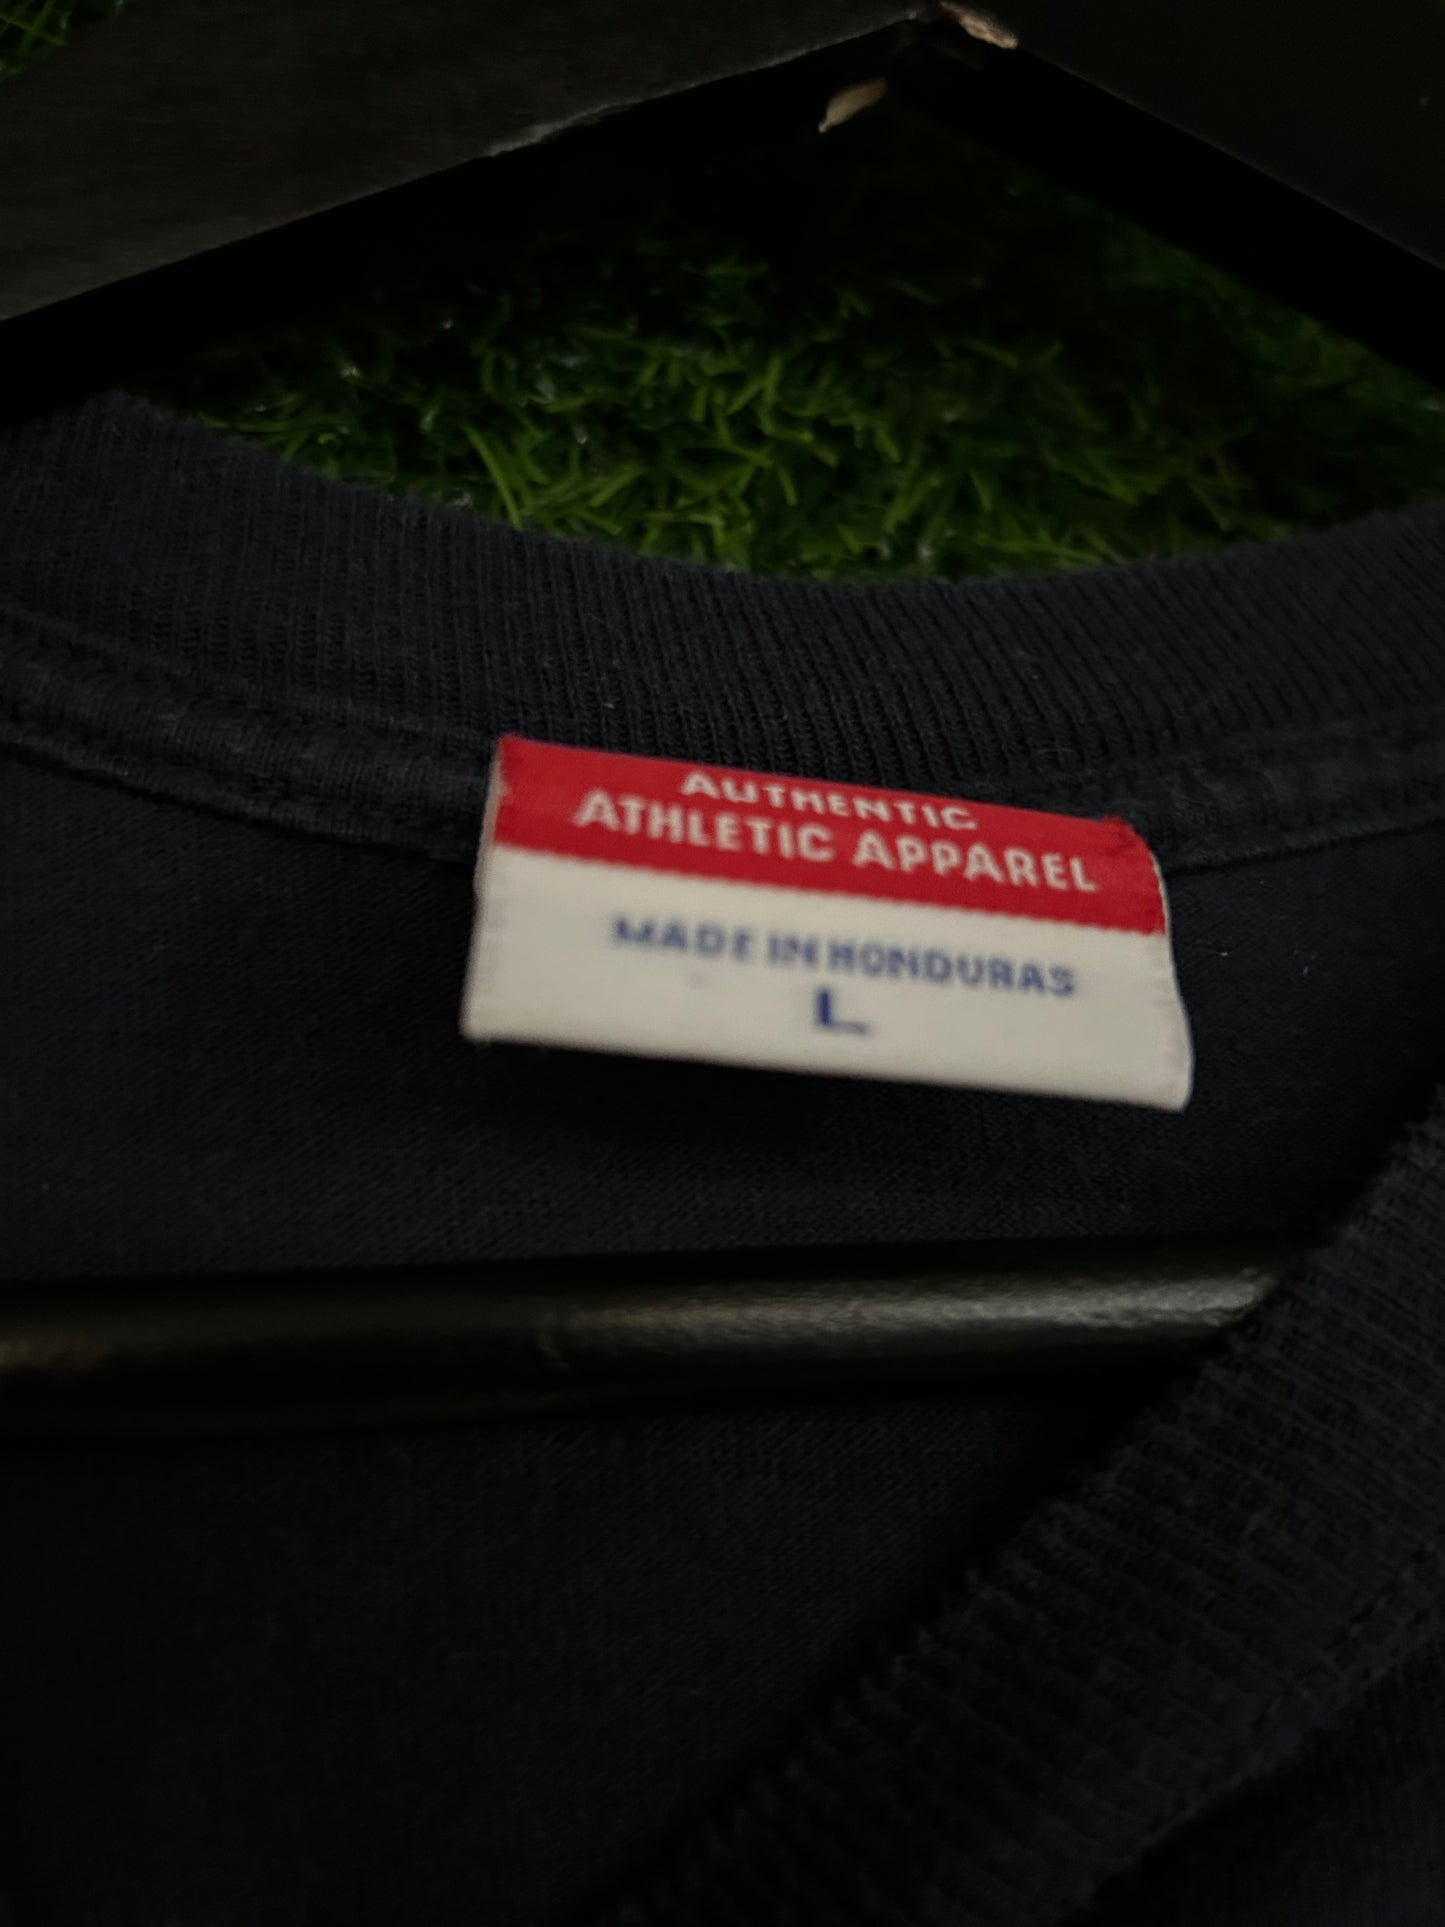 AUTHENTIC
ATHLETIC APPAREL
MADE IN HONDURAS
L